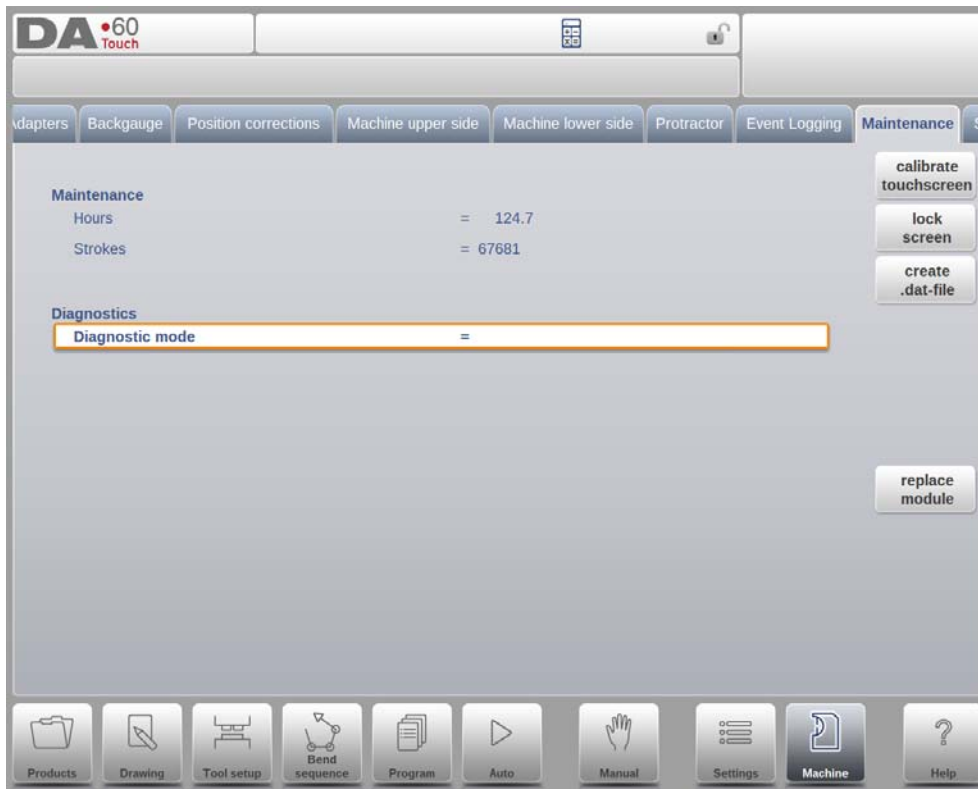 DA•60
Touch
dapters Backgauge Position corrections Machine upper side Machine lower side Protractor Event Logging Maintenance
calibrate
touchscreen
lock
screen
create
.dat-file
replace
module
Maintenance
Hours = 124.7
Strokes = 67681
Diagnostics
Diagnostic mode =
Products Drawing Tool setup Bend sequence Program Auto Manual Settings Machine Help